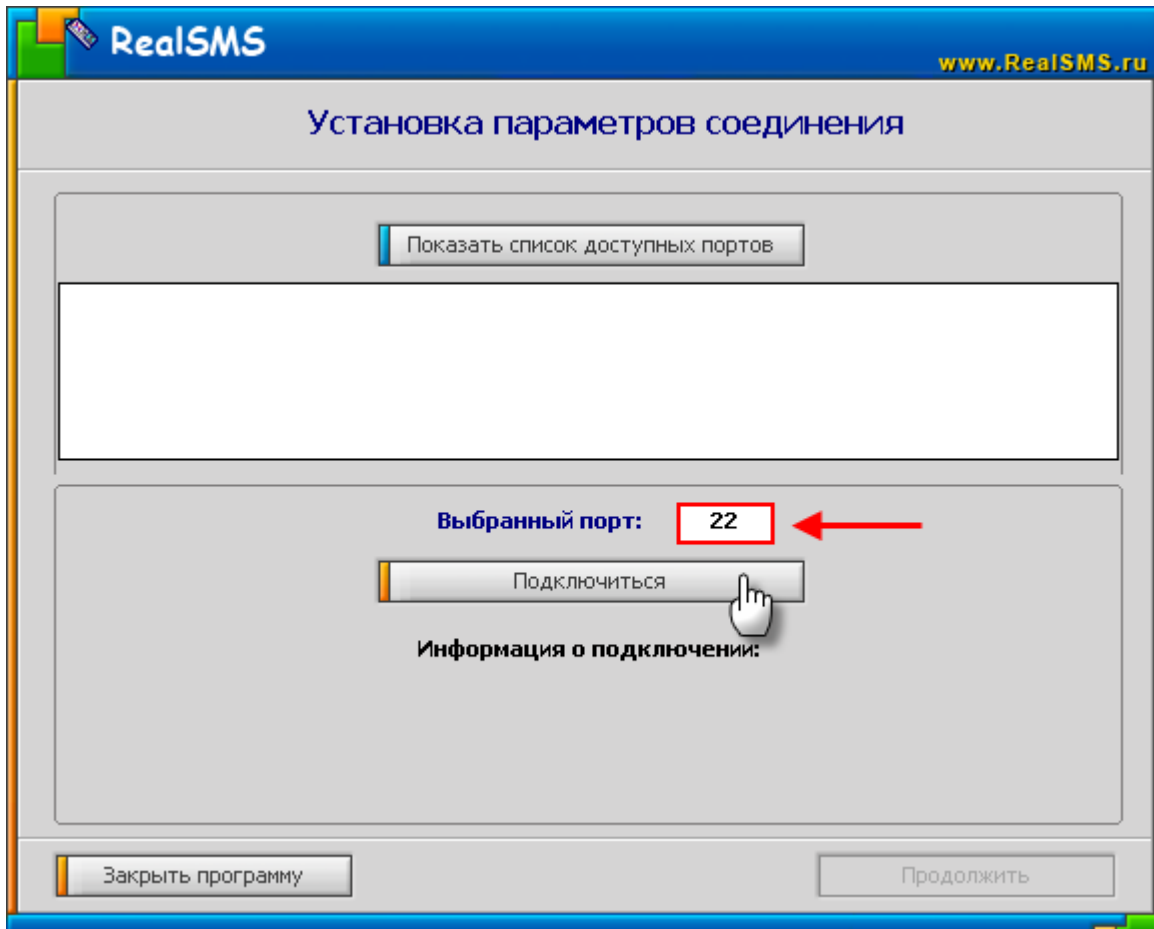 RealSMS
www.RealSMS.ru
Установка параметров соединения
Показать список доступных портов
Выбранный порт: 22
Подключиться
Информация о подключении:
Закрыть программу
Продолжить